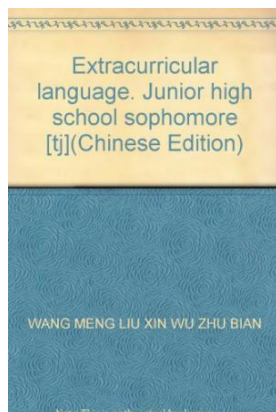 Extracurricular
language. Junior high
school sophomore
[tj](Chinese Edition)
WANG MENG LIU XIN WU ZHU BIAN